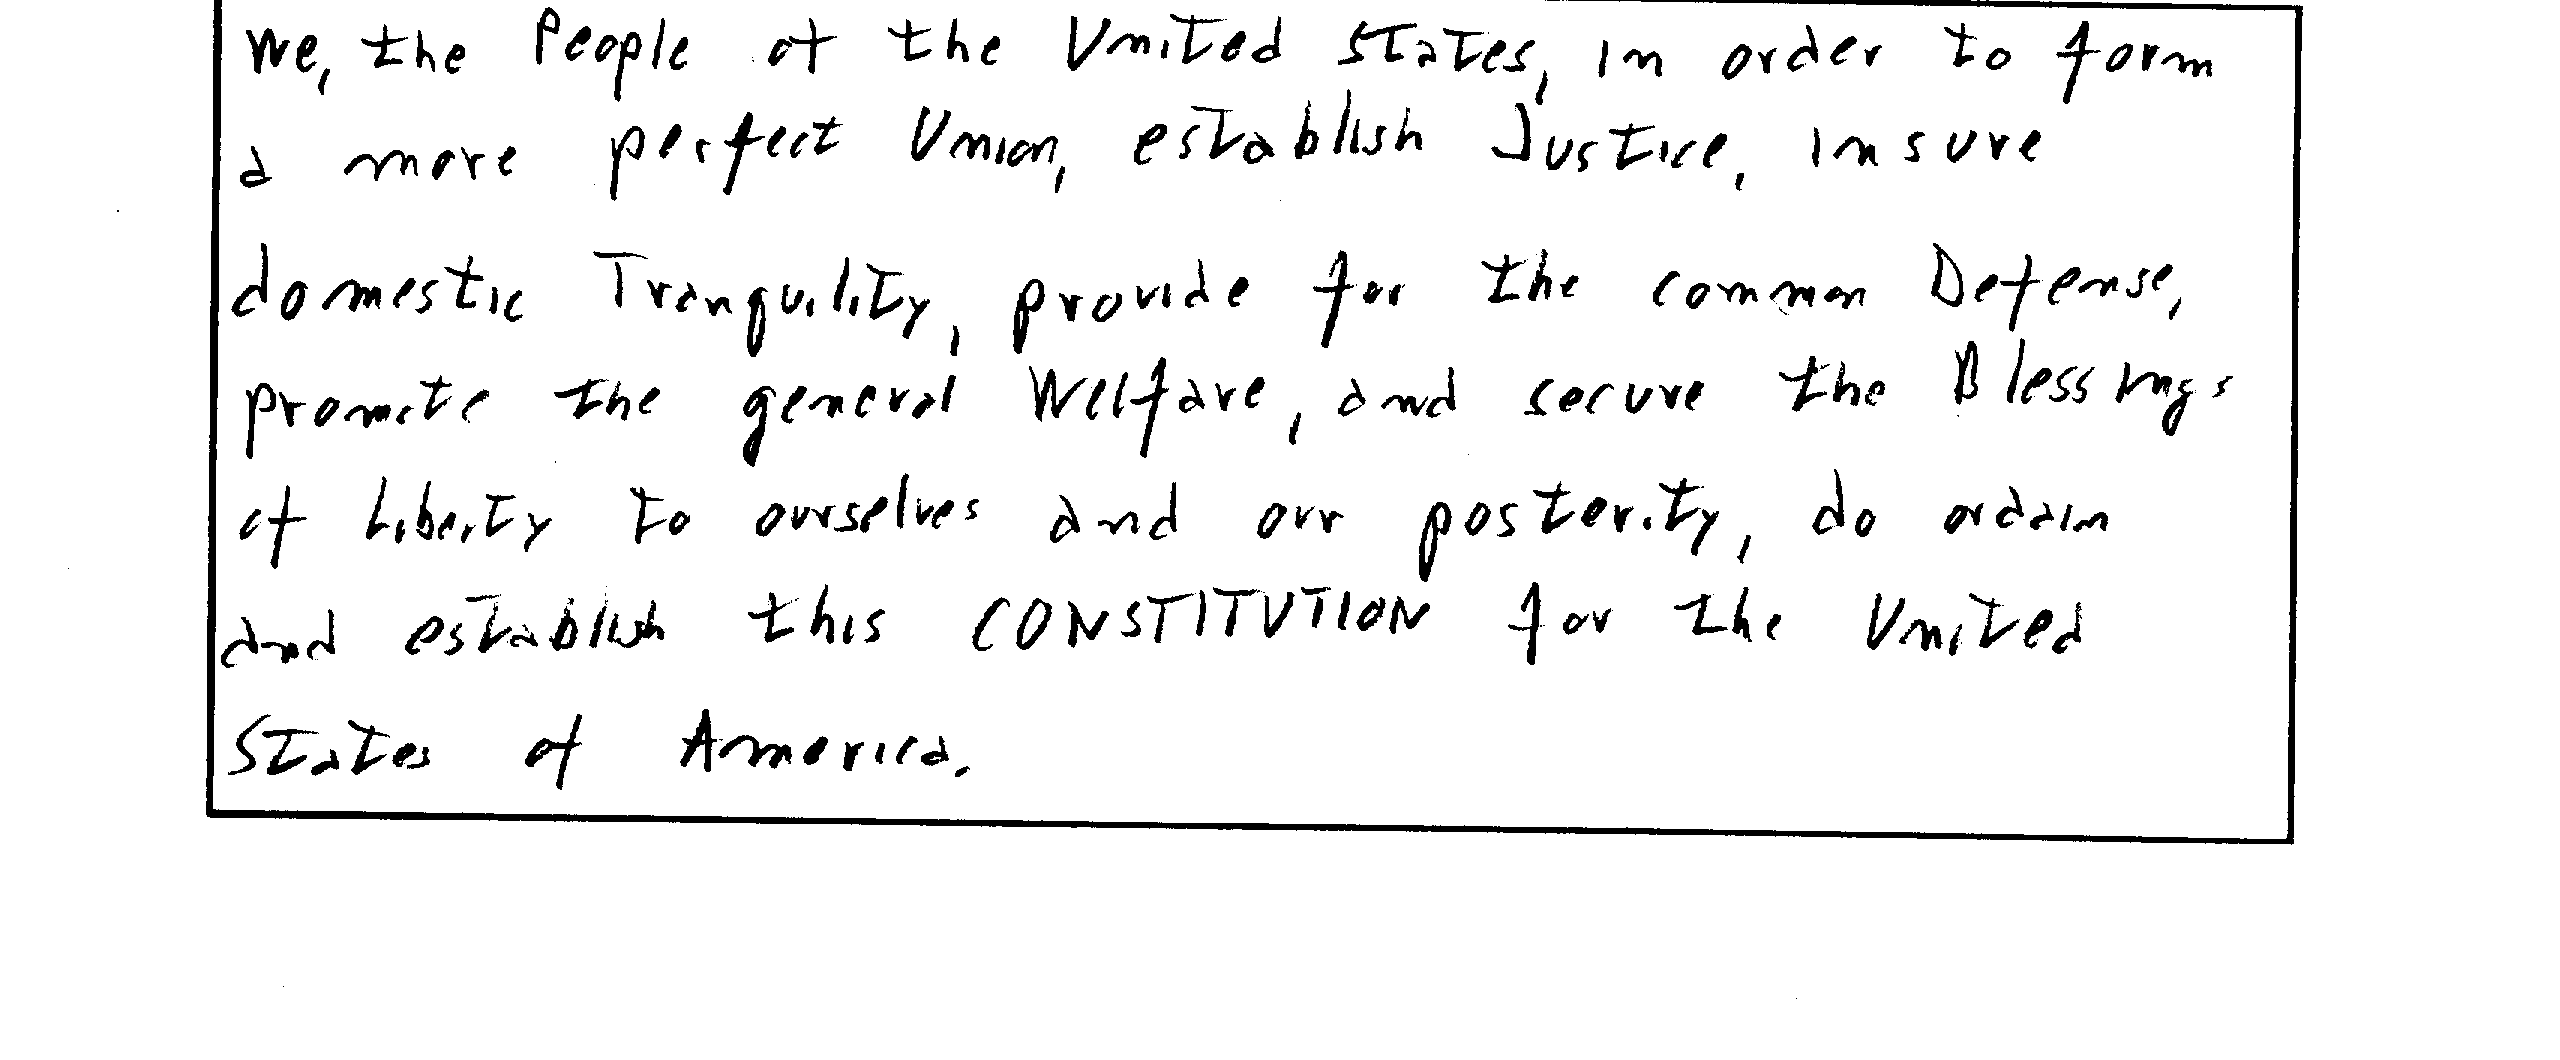 We, the People of the United States, in order to form
a more perfect Union, establish Justice, insure
domestic Tranquility, provide for the common Defense,
promote the general Welfare, and secure the Blessings
of Liberty to ourselves and our posterity, do ordain
and establish this CONSTITUTION for the United
States of America.